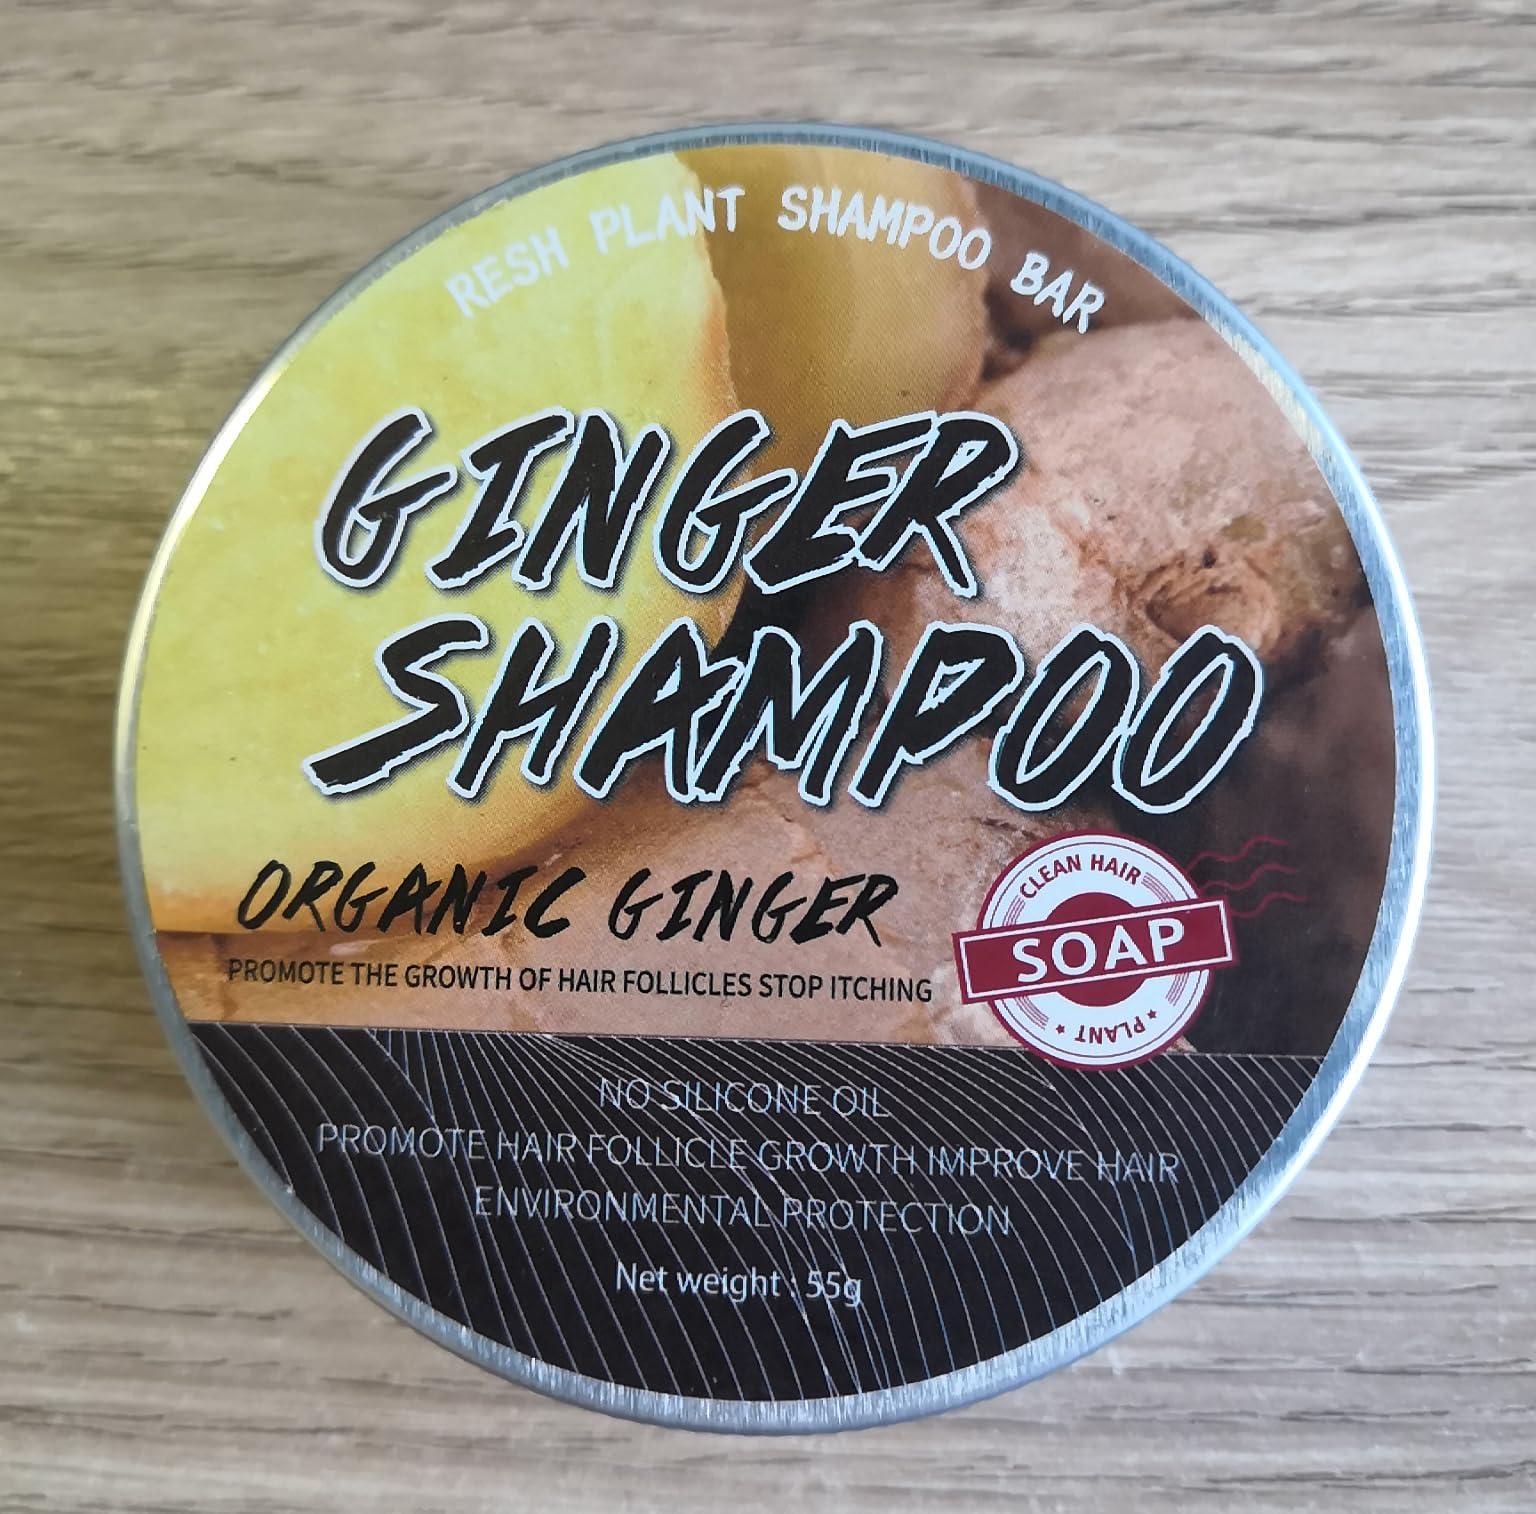 RESH PLANT SHAMPOO BAR
GINGER
SHAMPOO
ORGANIC GINGER
PROMOTE THE GROWTH OF HAIR FOLLICLES STOP ITCHING
CLEAN HAIR
SOAP
★ PLANT ★
NO SILICONE OIL
PROMOTE HAIR FOLLICLE GROWTH IMPROVE HAIR
ENVIRONMENTAL PROTECTION
Net weight : 55g